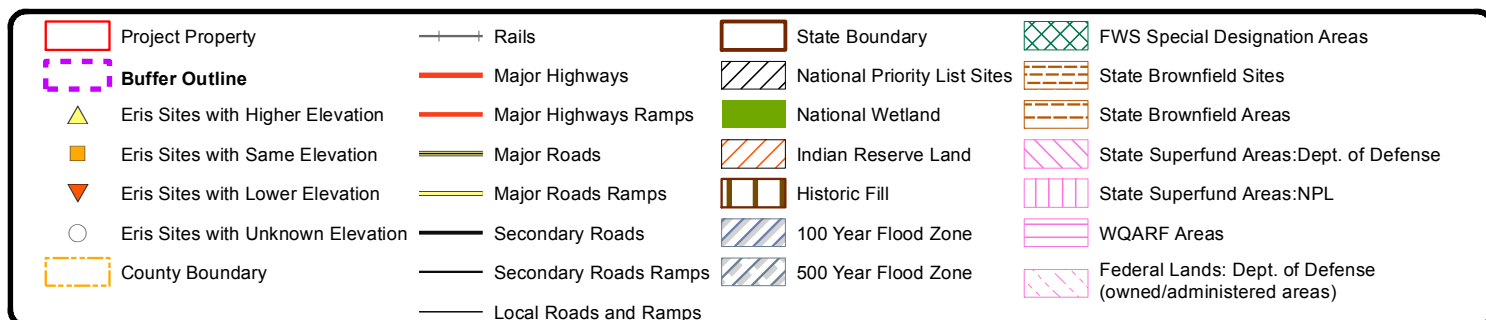 Project Property
Buffer Outline
Eris Sites with Higher Elevation
Eris Sites with Same Elevation
Eris Sites with Lower Elevation
Eris Sites with Unknown Elevation
County Boundary
Rails
Major Highways
Major Highways Ramps
Major Roads
Major Roads Ramps
Secondary Roads
Secondary Roads Ramps
Local Roads and Ramps
State Boundary
National Priority List Sites
National Wetland
Indian Reserve Land
Historic Fill
100 Year Flood Zone
500 Year Flood Zone
FWS Special Designation Areas
State Brownfield Sites
State Brownfield Areas
State Superfund Areas:Dept. of Defense
State Superfund Areas:NPL
WQARF Areas
Federal Lands: Dept. of Defense
(owned/administered areas)